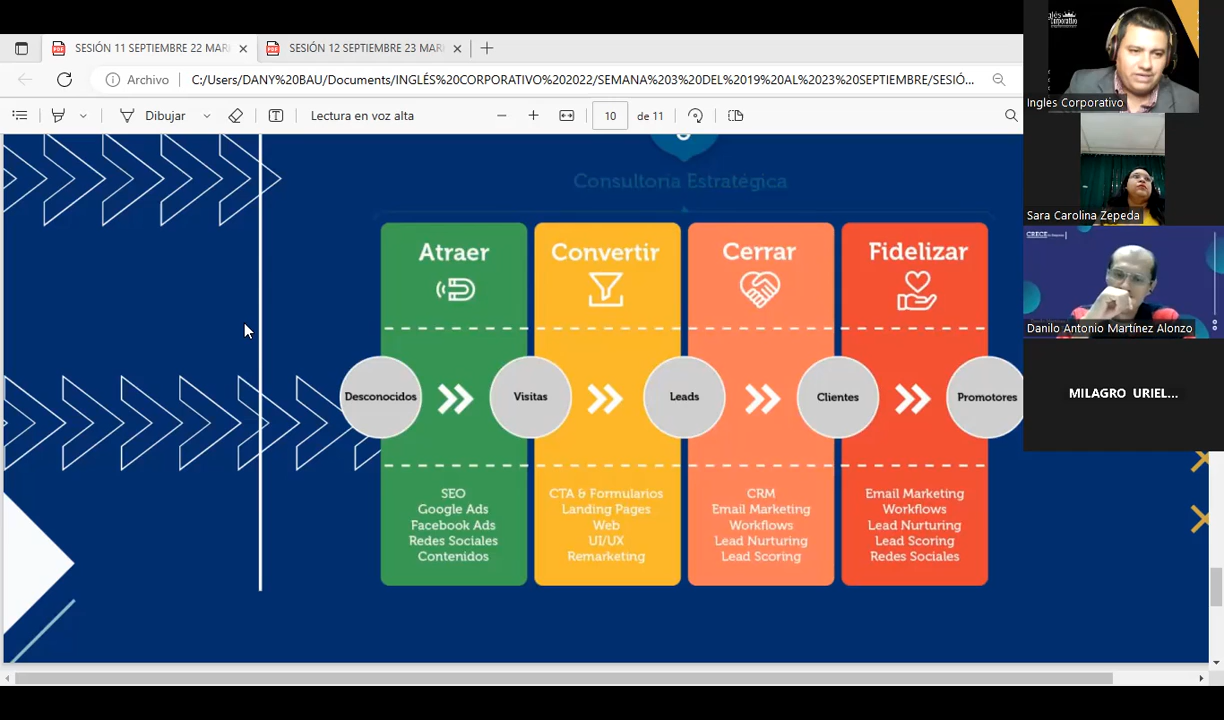 SESIÓN 11 SEPTIEMBRE 22 MAR
SESIÓN 12 SEPTIEMBRE 23 MAR
Archivo
C:/Users/DANY%20BAU/Documents/INGLÉS%20CORPORATIVO%202022/SEMANA%203%20DEL%2019%20AL%2023%20SEPTIEMBRE/SESIÓ...
Dibujar
Lectura en voz alta
10
de 11
Consultoria Estratégica
Atraer
Convertir
Cerrar
Fidelizar
Desconocidos
Visitas
Leads
Clientes
Promotores
SEO
Google Ads
Facebook Ads
Redes Sociales
Contenidos
CTA & Formularios
Landing Pages
Web
UI/UX
Remarketing
CRM
Email Marketing
Workflows
Lead Nurturing
Lead Scoring
Email Marketing
Workflows
Lead Nurturing
Lead Scoring
Redes Sociales
Ingles Corporativo
Sara Carolina Zepeda
CRECE
Danilo Antonio Martínez Alonzo
MILAGRO URIEL...